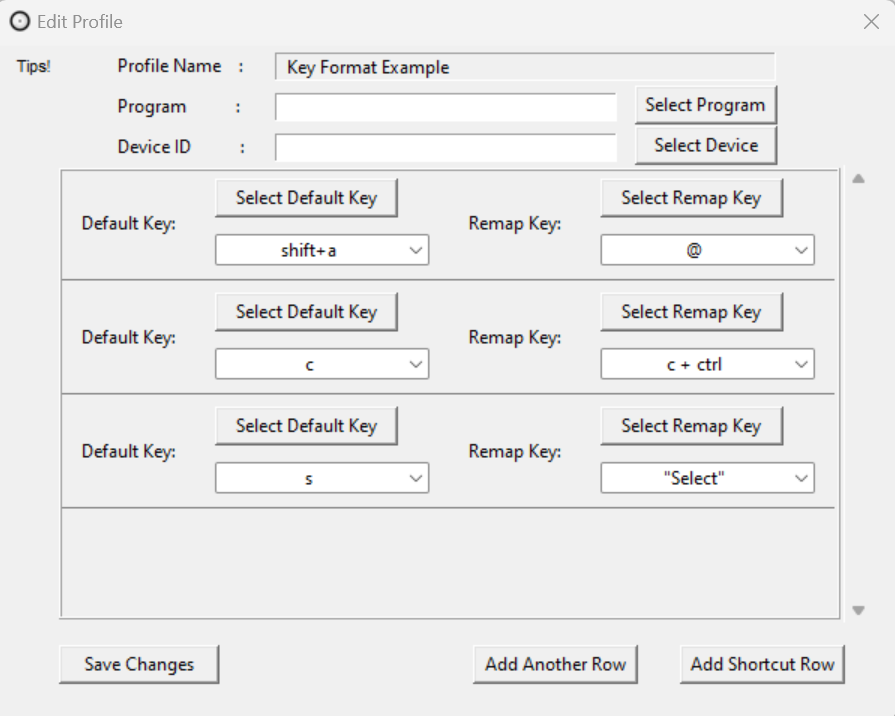 Edit Profile
Tips!
Profile Name :
Key Format Example
Program :
Select Program
Device ID :
Select Device
Default Key:
Select Default Key
shift+a
Remap Key:
Select Remap Key
@
Default Key:
Select Default Key
c
Remap Key:
Select Remap Key
c + ctrl
Default Key:
Select Default Key
s
Remap Key:
Select Remap Key
"Select"
Save Changes
Add Another Row
Add Shortcut Row